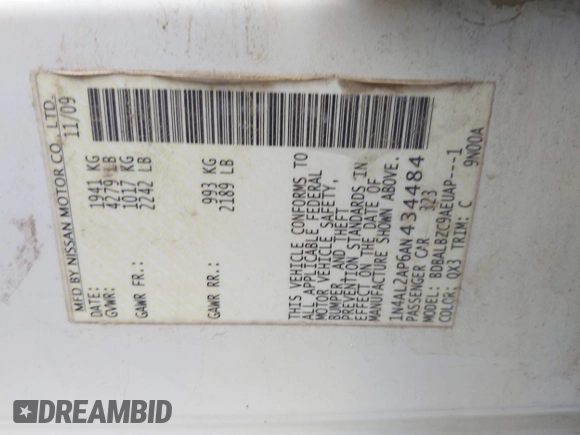 MFD BY NISSAN MOTOR CO., LTD.
DATE: 11/09
GVWR: 1941 KG
4279 LB
GAWR FR.: 1017 KG
2242 LB
GAWR RR.: 993 KG
2189 LB
THIS VEHICLE CONFORMS TO
ALL APPLICABLE FEDERAL
MOTOR VEHICLE SAFETY,
BUMPER, AND THEFT
PREVENTION STANDARDS IN
EFFECT ON THE DATE OF
MANUFACTURE SHOWN ABOVE.
1N4AL2AP6AN434484
PASSENGER CAR 323
MODEL: BDBALBZC9AEUAP----1
COLOR: QX3 TRIM: C 9N00A
DREAMBID